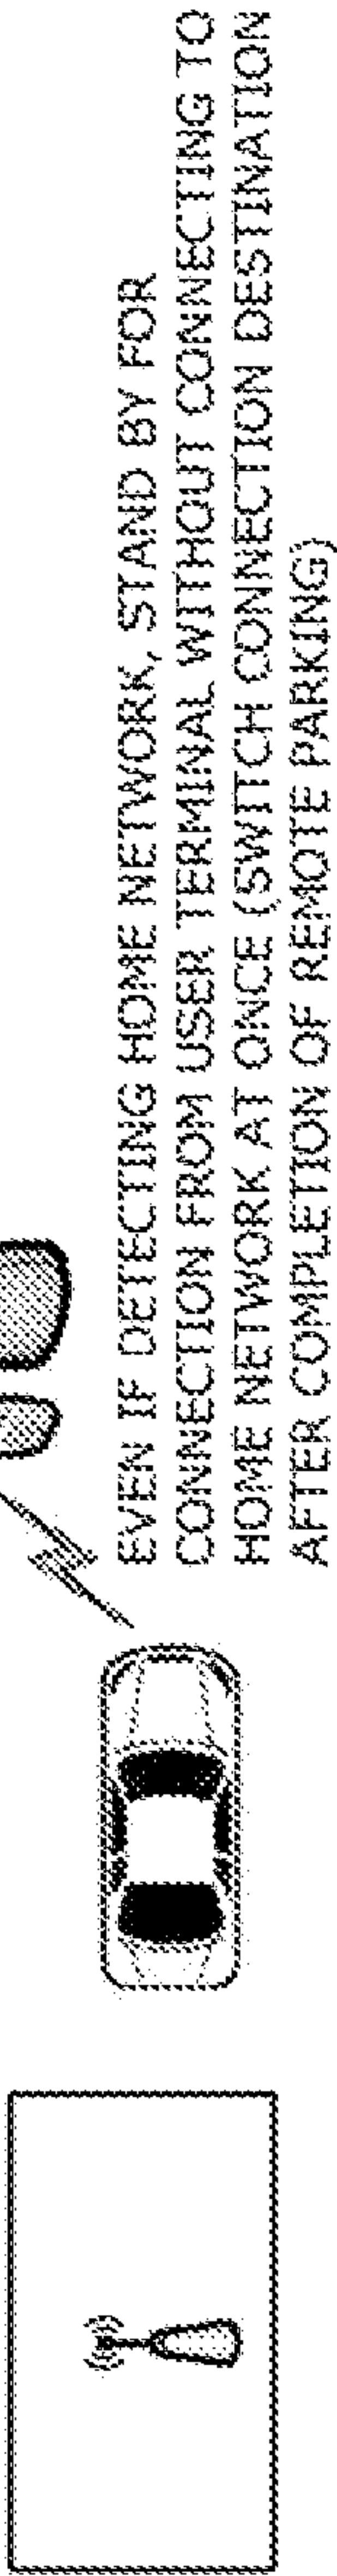 EVEN IF DETECTING HOME NETWORK, STAND BY FOR
CONNECTION FROM USER TERMINAL WITHOUT CONNECTING TO
HOME NETWORK AT ONCE (SWITCH CONNECTION DESTINATION
AFTER COMPLETION OF REMOTE PARKING)